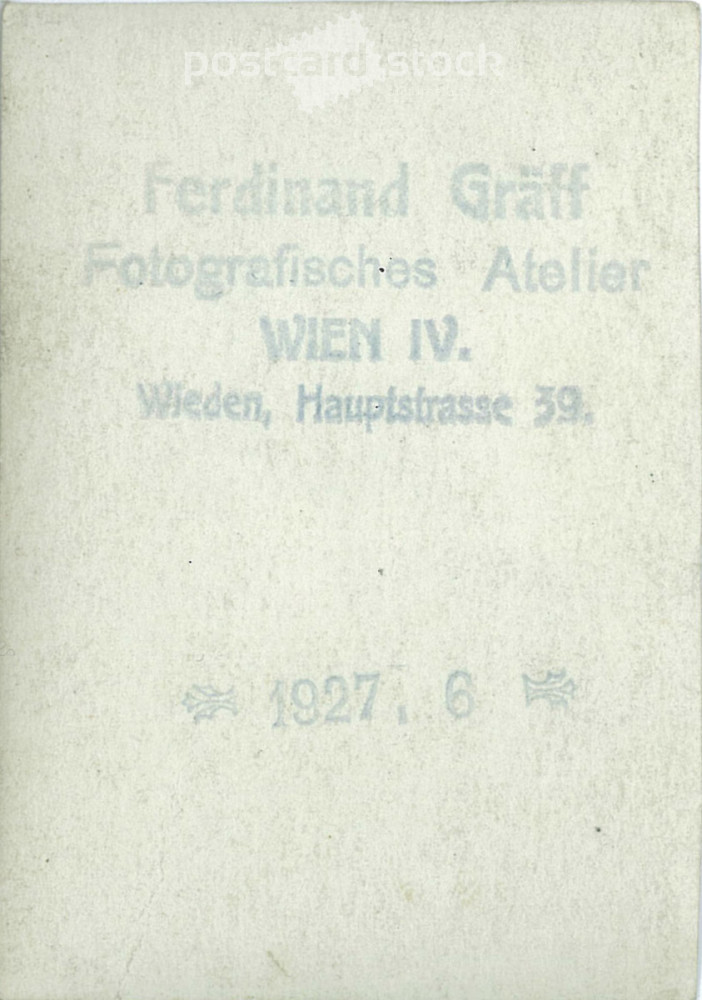 postcard stock
Ferdinand Gräff
Fotografisches Atelier
WIEN IV.
Wieden, Hauptstrasse 39.
1927. 6